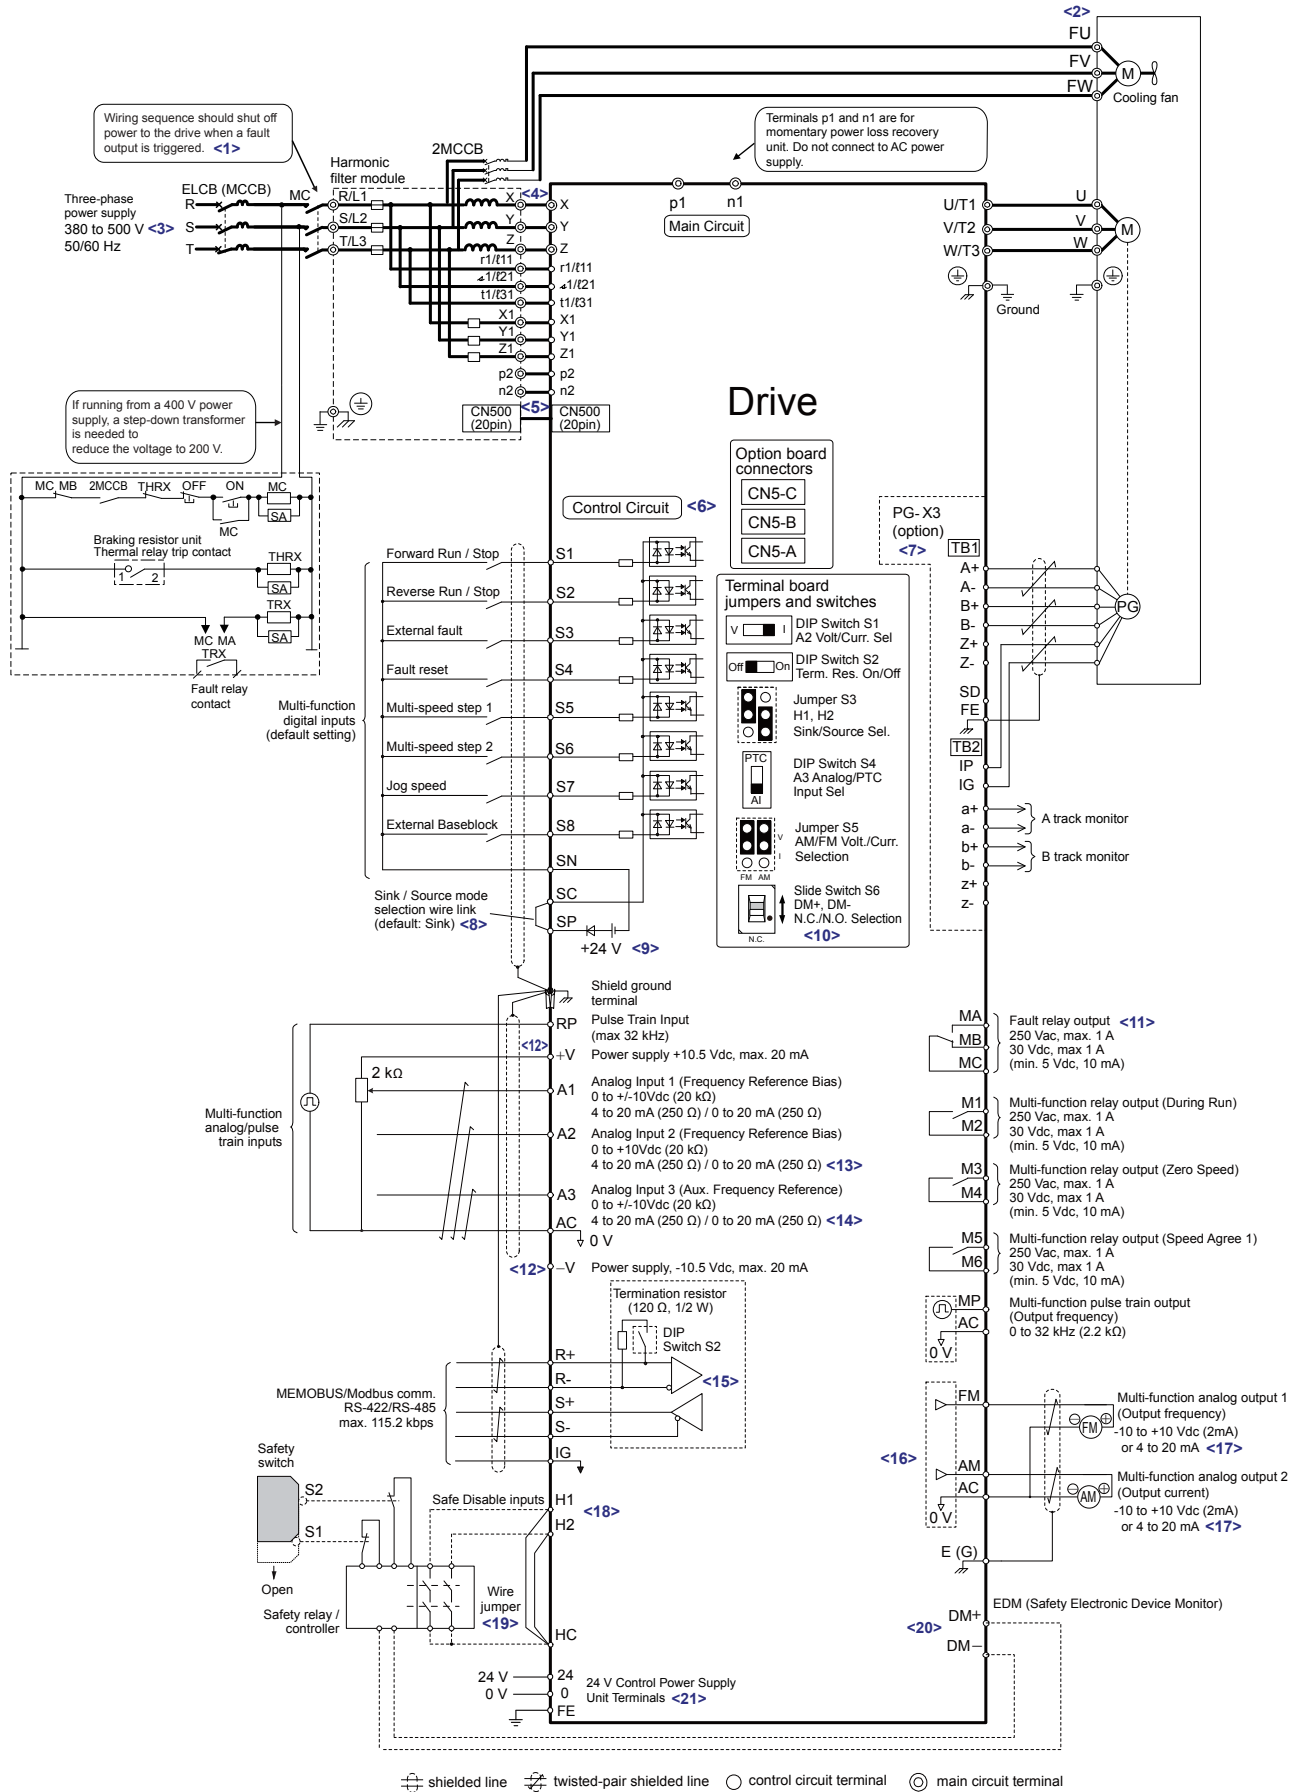 <2>
FU
FV
FW
M
Cooling fan
Wiring sequence should shut off
power to the drive when a fault
output is triggered. <1>
Terminals p1 and n1 are for
momentary power loss recovery
unit. Do not connect to AC power
supply.
2MCCB
Harmonic
filter module
ELCB (MCCB)
MC
Three-phase
power supply
380 to 500 V <3>
50/60 Hz
R
S
T
R/L1
S/L2
T/L3
X
Y
Z
<4>
X
Y
Z
r1/ℓ11
r1/ℓ11
1/ℓ21
1/ℓ21
t1/ℓ31
t1/ℓ31
X1
X1
Y1
Y1
Z1
Z1
p2
p2
n2
n2
CN500
(20pin)
<5>
CN500
(20pin)
p1
n1
Main Circuit
U/T1
V/T2
W/T3
U
V
W
M
Ground
If running from a 400 V power
supply, a step-down transformer
is needed to
reduce the voltage to 200 V.
MC MB
2MCCB
THRX
OFF
ON
MC
SA
MC
Braking resistor unit
Thermal relay trip contact
1
2
THRX
SA
TRX
SA
MC MA
TRX
Fault relay
contact
Drive
Option board
connectors
CN5-C
CN5-B
CN5-A
Control Circuit <6>
PG-X3
(option)
<7>
TB1
A+
A-
B+
B-
Z+
Z-
SD
FE
TB2
IP
IG
a+
a-
b+
b-
z+
z-
PG
A track monitor
B track monitor
Multi-function
digital inputs
(default setting)
Forward Run / Stop
S1
Reverse Run / Stop
S2
External fault
S3
Fault reset
S4
Multi-speed step 1
S5
Multi-speed step 2
S6
Jog speed
S7
External Baseblock
S8
SN
SC
SP
Sink / Source mode
selection wire link
(default: Sink) <8>
+24 V <9>
Terminal board
jumpers and switches
V
I
DIP Switch S1
A2 Volt/Curr. Sel
Off
On
DIP Switch S2
Term. Res. On/Off
Jumper S3
H1, H2
Sink/Source Sel.
PTC
AI
DIP Switch S4
A3 Analog/PTC
Input Sel
V
I
FM AM
Jumper S5
AM/FM Volt./Curr.
Selection
N.C.
Slide Switch S6
DM+, DM-
N.C./N.O. Selection
<10>
Shield ground
terminal
Multi-function
analog/pulse
train inputs
2 kΩ
RP
Pulse Train Input
(max 32 kHz)
<12>
+V
Power supply +10.5 Vdc, max. 20 mA
A1
Analog Input 1 (Frequency Reference Bias)
0 to +/-10Vdc (20 kΩ)
4 to 20 mA (250 Ω) / 0 to 20 mA (250 Ω)
A2
Analog Input 2 (Frequency Reference Bias)
0 to +10Vdc (20 kΩ)
4 to 20 mA (250 Ω) / 0 to 20 mA (250 Ω) <13>
A3
Analog Input 3 (Aux. Frequency Reference)
0 to +/-10Vdc (20 kΩ)
4 to 20 mA (250 Ω) / 0 to 20 mA (250 Ω) <14>
AC
0 V
<12>
−V
Power supply, -10.5 Vdc, max. 20 mA
MA
MB
MC
Fault relay output <11>
250 Vac, max. 1 A
30 Vdc, max 1 A
(min. 5 Vdc, 10 mA)
M1
M2
Multi-function relay output (During Run)
250 Vac, max. 1 A
30 Vdc, max 1 A
(min. 5 Vdc, 10 mA)
M3
M4
Multi-function relay output (Zero Speed)
250 Vac, max. 1 A
30 Vdc, max 1 A
(min. 5 Vdc, 10 mA)
M5
M6
Multi-function relay output (Speed Agree 1)
250 Vac, max. 1 A
30 Vdc, max 1 A
(min. 5 Vdc, 10 mA)
MP
AC
0 V
Multi-function pulse train output
(Output frequency)
0 to 32 kHz (2.2 kΩ)
Termination resistor
(120 Ω, 1/2 W)
DIP
Switch S2
<15>
MEMOBUS/Modbus comm.
RS-422/RS-485
max. 115.2 kbps
R+
R-
S+
S-
IG
<16>
FM
AM
AC
0 V
E (G)
FM
AM
Multi-function analog output 1
(Output frequency)
-10 to +10 Vdc (2mA)
or 4 to 20 mA <17>
Multi-function analog output 2
(Output current)
-10 to +10 Vdc (2mA)
or 4 to 20 mA <17>
Safety
switch
S2
S1
Open
Safety relay /
controller
Safe Disable inputs
H1
<18>
H2
Wire
jumper
<19>
HC
EDM (Safety Electronic Device Monitor)
<20>
DM+
DM−
24 V
24
0 V
0
FE
24 V Control Power Supply
Unit Terminals <21>
shielded line
twisted-pair shielded line
control circuit terminal
main circuit terminal